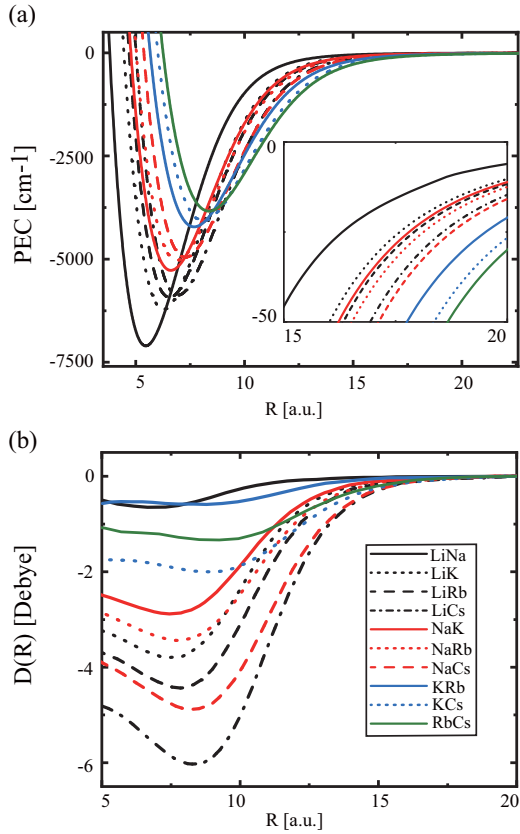 (a)
0
-2500
-5000
-7500
PEC [cm-1]
0
-50
15
20
5
10
15
20
R [a.u.]
(b)
0
-2
-4
-6
D(R) [Debye]
LiNa
LiK
LiRb
LiCs
NaK
NaRb
NaCs
KRb
KCs
RbCs
5
10
15
20
R [a.u.]